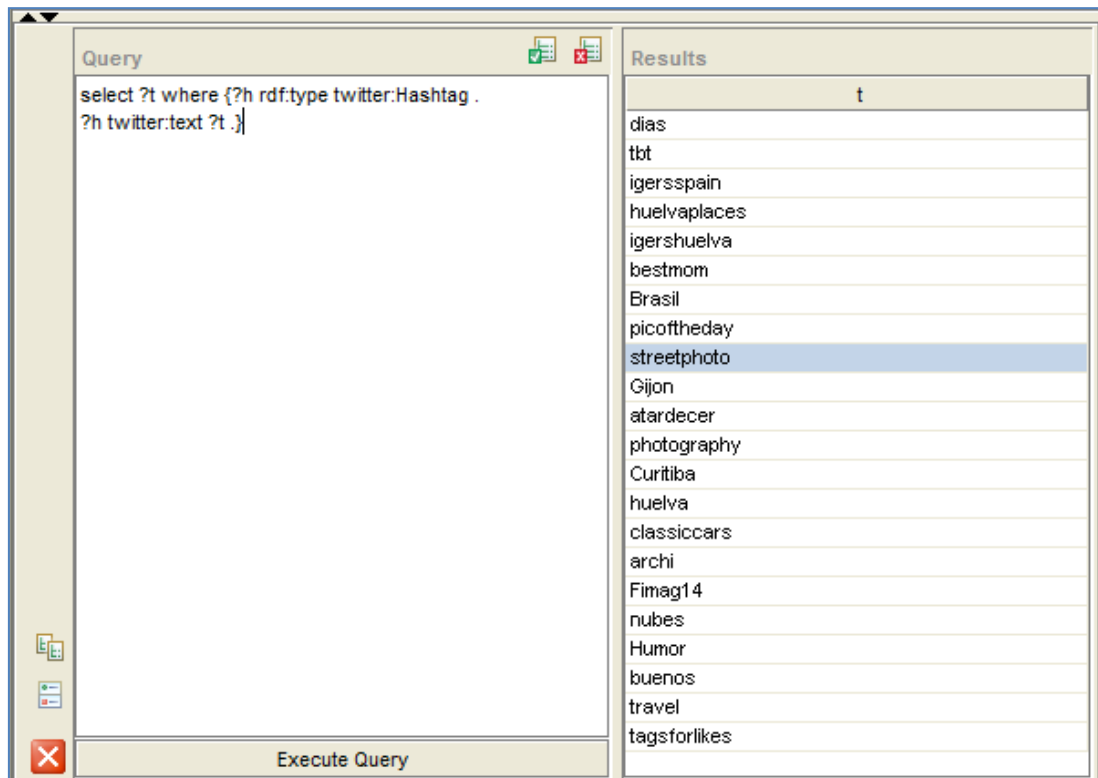 Query
select ?t where {?h rdf:type twitter:Hashtag .
?h twitter:text ?t .}
Execute Query
Results
t
dias
tbt
igersspain
huelvaplaces
igershuelva
bestmom
Brasil
picoftheday
streetphoto
Gijon
atardecer
photography
Curitiba
huelva
classiccars
archi
Fimag14
nubes
Humor
buenos
travel
tagsforlikes